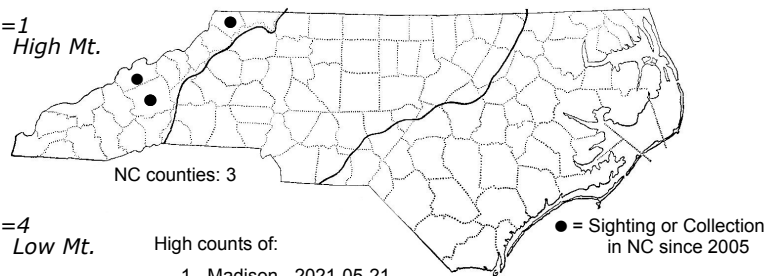 =1
High Mt.
NC counties: 3
=4
Low Mt.
High counts of:
1 - Madison - 2021-05-21
● = Sighting or Collection
in NC since 2005